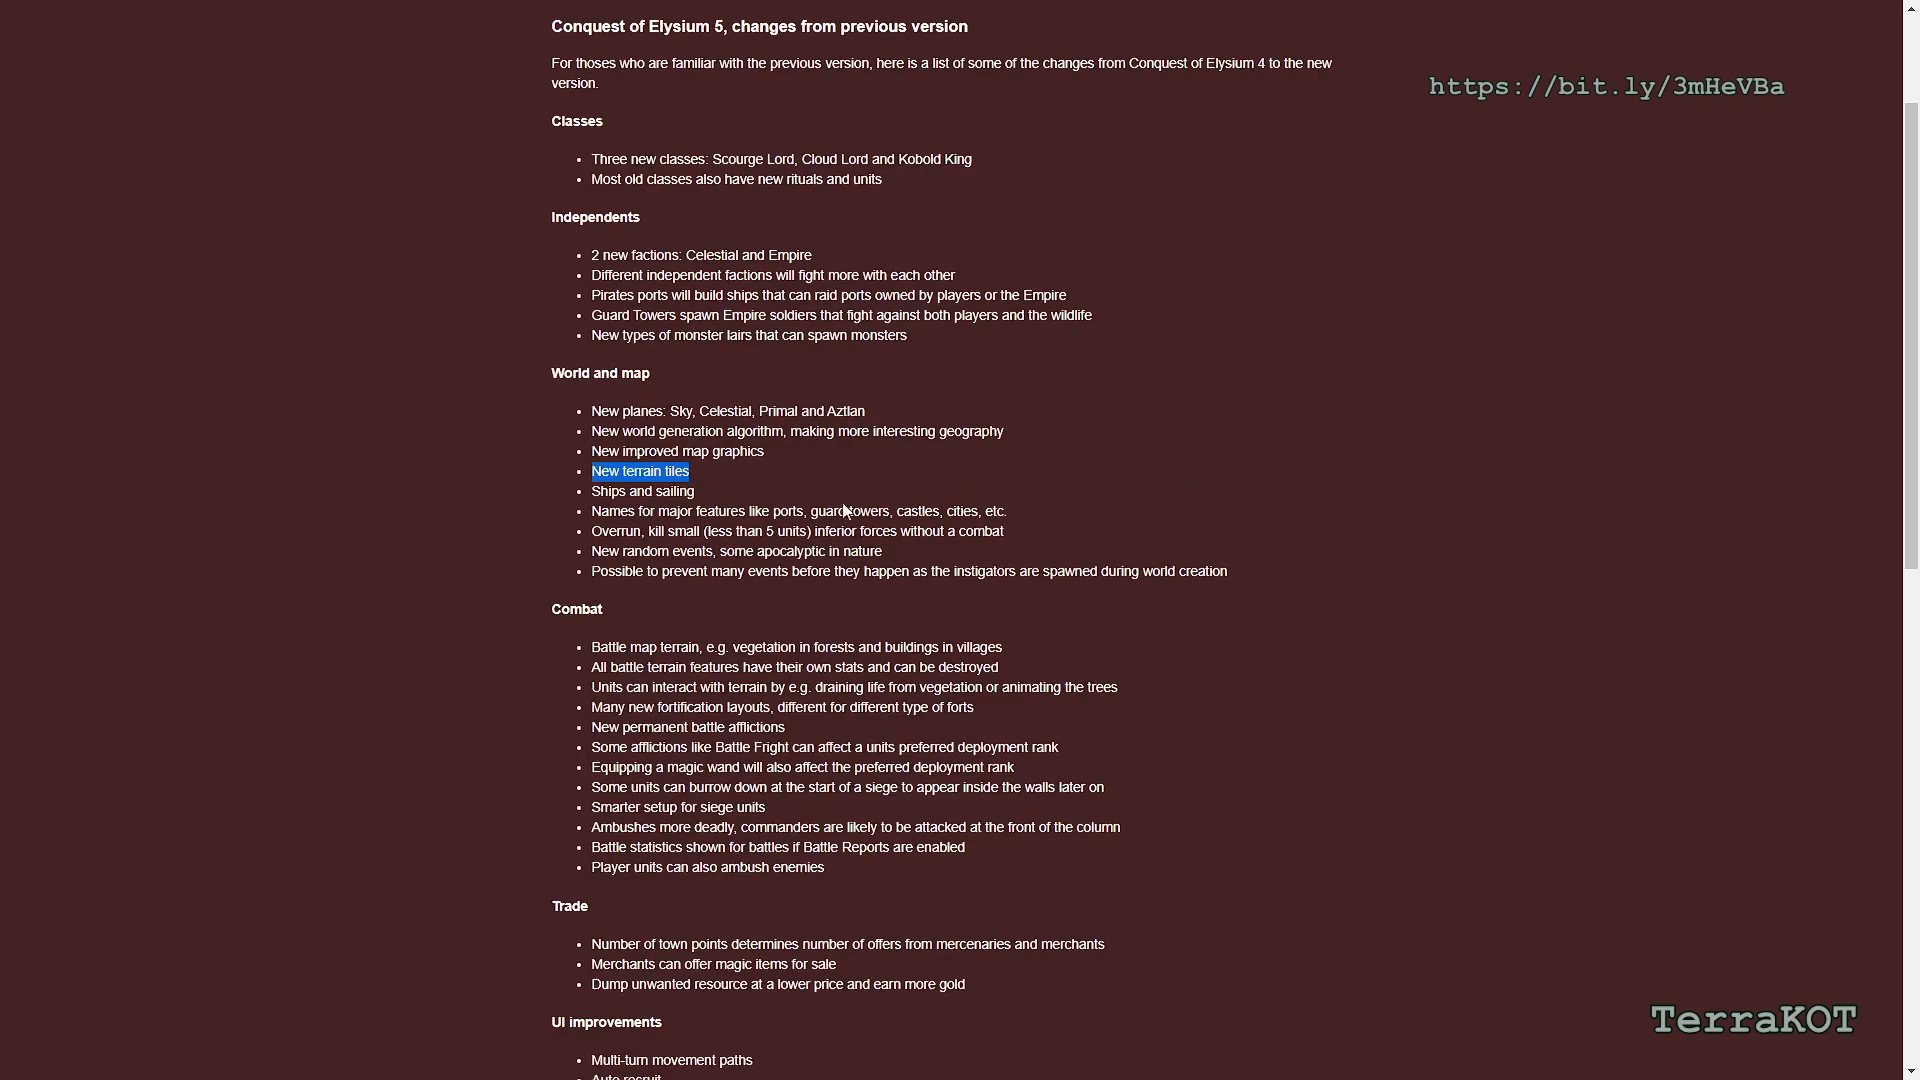 Conquest of Elysium 5, changes from previous version
For thoses who are familiar with the previous version, here is a list of some of the changes from Conquest of Elysium 4 to the new
version.
https://bit.ly/3mHeVBa
Classes
• Three new classes: Scourge Lord, Cloud Lord and Kobold King
• Most old classes also have new rituals and units
Independents
• 2 new factions: Celestial and Empire
• Different independent factions will fight more with each other
• Pirates ports will build ships that can raid ports owned by players or the Empire
• Guard Towers spawn Empire soldiers that fight against both players and the wildlife
• New types of monster lairs that can spawn monsters
World and map
• New planes: Sky, Celestial, Primal and Aztlan
• New world generation algorithm, making more interesting geography
• New improved map graphics
• New terrain tiles
• Ships and sailing
• Names for major features like ports, guard towers, castles, cities, etc.
• Overrun, kill small (less than 5 units) inferior forces without a combat
• New random events, some apocalyptic in nature
• Possible to prevent many events before they happen as the instigators are spawned during world creation
Combat
• Battle map terrain, e.g. vegetation in forests and buildings in villages
• All battle terrain features have their own stats and can be destroyed
• Units can interact with terrain by e.g. draining life from vegetation or animating the trees
• Many new fortification layouts, different for different type of forts
• New permanent battle afflictions
• Some afflictions like Battle Fright can affect a units preferred deployment rank
• Equipping a magic wand will also affect the preferred deployment rank
• Some units can burrow down at the start of a siege to appear inside the walls later on
• Smarter setup for siege units
• Ambushes more deadly, commanders are likely to be attacked at the front of the column
• Battle statistics shown for battles if Battle Reports are enabled
• Player units can also ambush enemies
Trade
• Number of town points determines number of offers from mercenaries and merchants
• Merchants can offer magic items for sale
• Dump unwanted resource at a lower price and earn more gold
TerraKOT
UI improvements
• Multi-turn movement paths
• Auto recruit